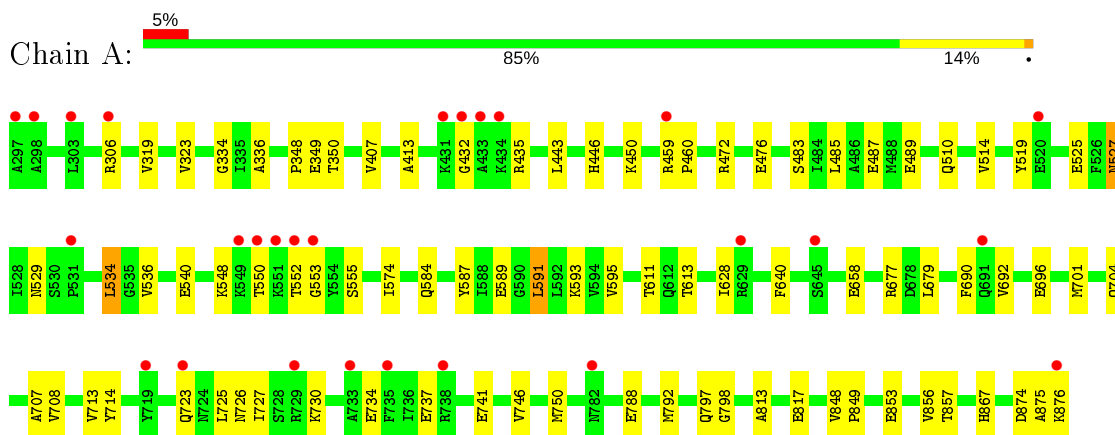 5%
Chain A:
85% 14% •
A297 A298 L303 R306 V319 V323 G334 I335 A336 P348 E349 T350 V407 A413 K431 G432 A433 K434 R435 L443 H446 K450 R459 P460 R472 E476 S483 I484 L485 A486 E487 M488 E489 Q510 V514 Y519 E520 E525 F526 N527
I528 N529 S530 P531 L534 G535 V536 E540 K548 K549 T550 K551 T552 G553 Y554 S555 I574 Q584 Y587 I588 E589 G590 L591 L592 K593 V594 V595 T611 Q612 T613 I628 R629 F640 S645 E658 R677 D678 L679 F690 Q691 V692 E696 M701
A707 V708 V713 Y714 Y719 Q723 N724 L725 N726 I727 S728 R729 K730 A733 E734 F735 I736 E737 R738 E741 V746 M750 N782 E788 M792 Q797 G798 A813 E817 V848 P849 E853 V856 T857 H867 D874 A875 K876